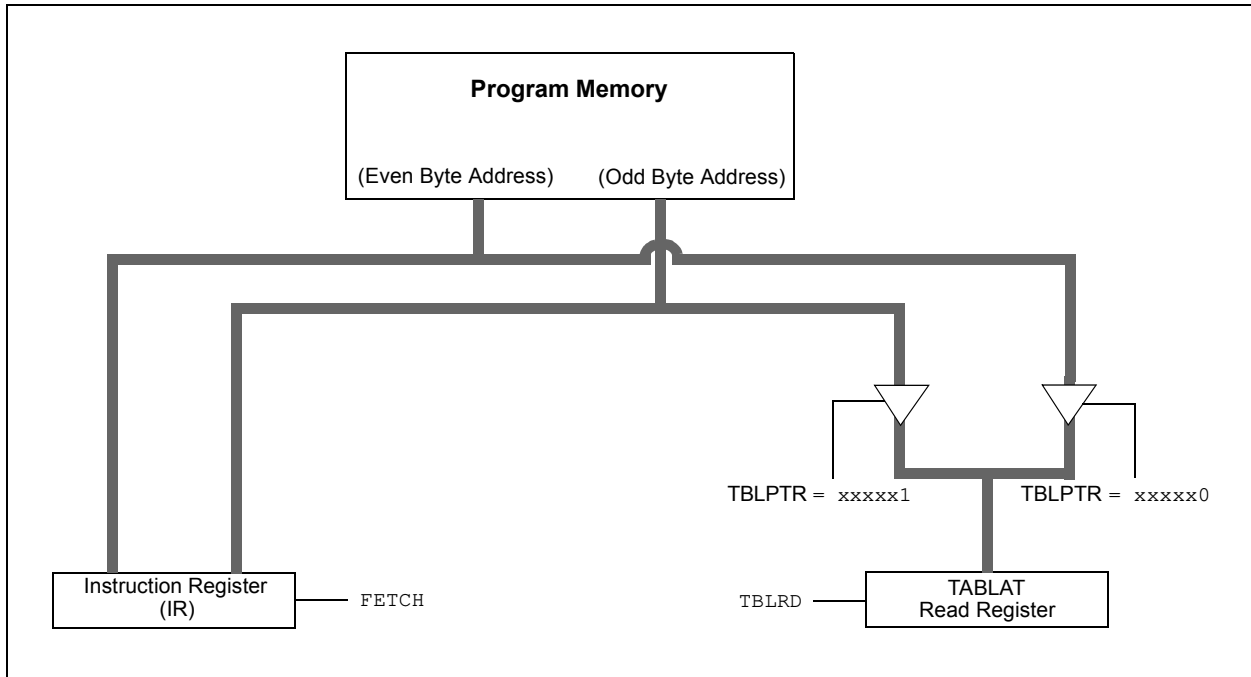 Program Memory
(Even Byte Address) (Odd Byte Address)
TBLPTR = xxxxx1 TBLPTR = xxxxx0
Instruction Register
(IR)
FETCH
TBLRD
TABLAT
Read Register